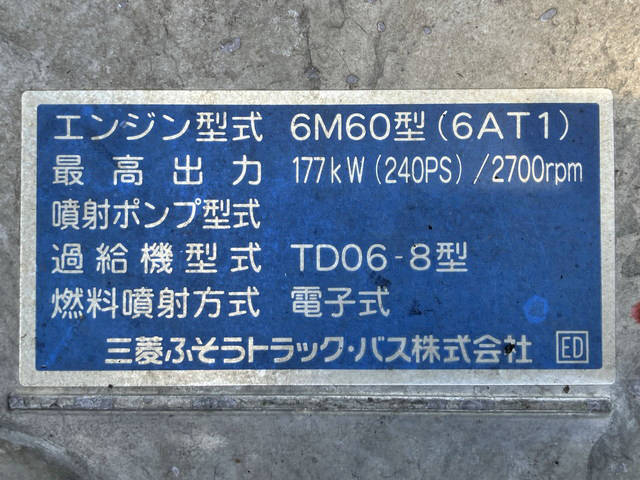 エンジン型式 6M60型(6AT1)
最高出力 177kW(240PS)/2700rpm
噴射ポンプ型式
過給機型式 TD06-8型
燃料噴射方式 電子式
三菱ふそうトラック・バス株式会社 ED